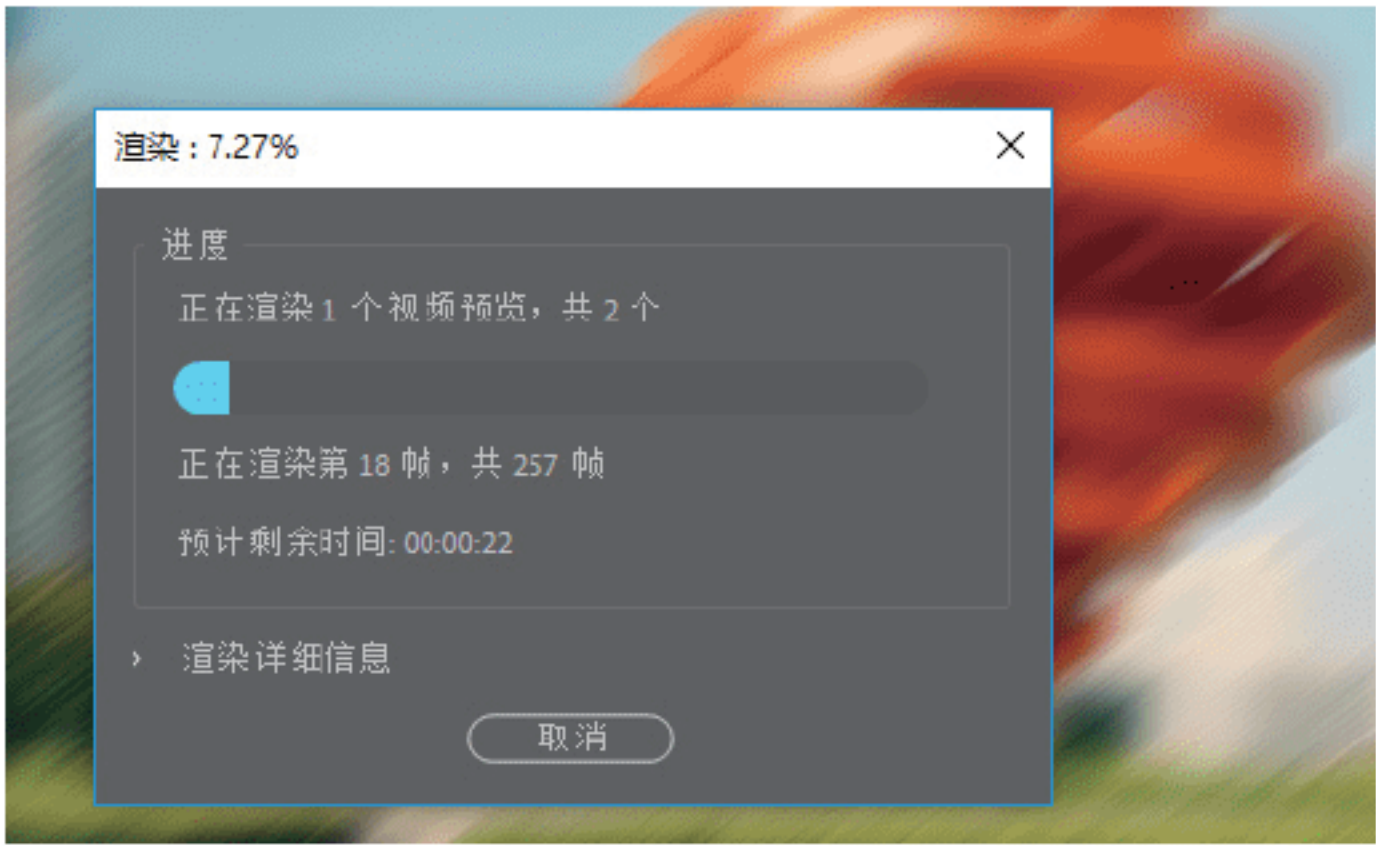 渲染：7.27%
进度
正在渲染1 个视频预览，共 2 个
正在渲染第 18 帧，共 257 帧
预计剩余时间: 00:00:22
渲染详细信息
取消